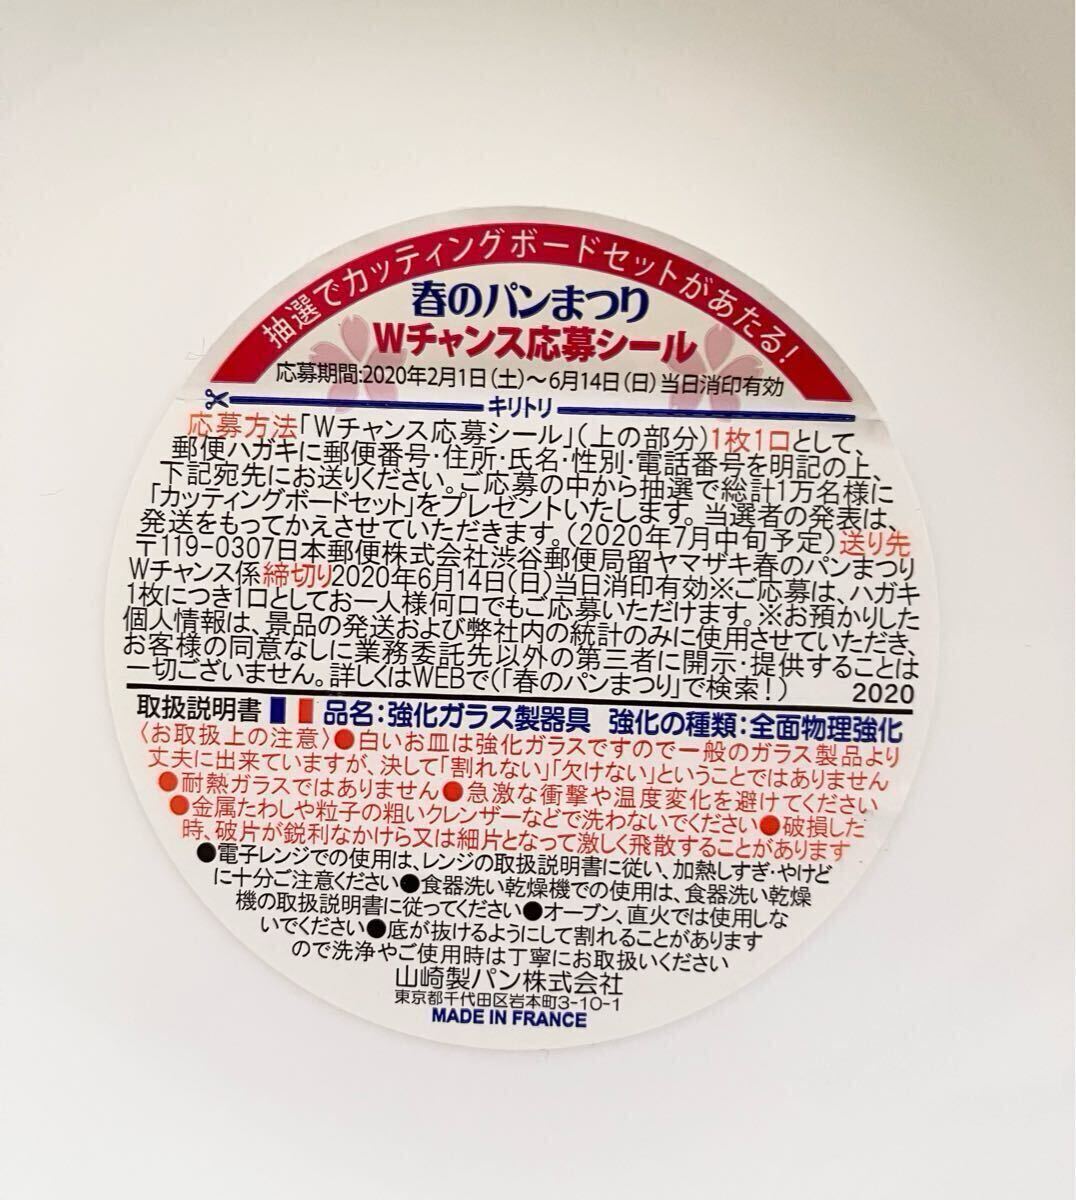 抽選でカッティングボードセットがあたる!
春のパンまつり
Wチャンス応募シール
応募期間:2020年2月1日(土)〜6月14日(日)当日消印有効
キリトリ
応募方法「Wチャンス応募シール」(上の部分)1枚1口として、
郵便ハガキに郵便番号・住所・氏名・性別・電話番号を明記の上、
下記宛先にお送りください。ご応募の中から抽選で総計1万名様に
「カッティングボードセット」をプレゼントいたします。当選者の発表は、
発送をもってかえさせていただきます。(2020年7月中旬予定)送り先
〒119-0307日本郵便株式会社渋谷郵便局留ヤマザキ春のパンまつり
Wチャンス係締切り2020年6月14日(日)当日消印有効※ご応募は、ハガキ
1枚につき1口としてお一人様何口でもご応募いただけます。※お預かりした
個人情報は、景品の発送および弊社内の統計のみに使用させていただき、
お客様の同意なしに業務委託先以外の第三者に開示・提供することは
一切ございません。詳しくはWEBで(「春のパンまつり」で検索!) 2020
取扱説明書 品名:強化ガラス製器具 強化の種類:全面物理強化
〈お取扱上の注意〉●白いお皿は強化ガラスですので一般のガラス製品より
丈夫に出来ていますが、決して「割れない」「欠けない」ということではありません
●耐熱ガラスではありません●急激な衝撃や温度変化を避けてください
●金属たわしや粒子の粗いクレンザーなどで洗わないでください●破損した
時、破片が鋭利なかけら又は細片となって激しく飛散することがあります
●電子レンジでの使用は、レンジの取扱説明書に従い、加熱しすぎ・やけど
に十分ご注意ください●食器洗い乾燥機での使用は、食器洗い乾燥
機の取扱説明書に従ってください●オーブン、直火では使用しな
いでください●底が抜けるようにして割れることがあります
ので洗浄やご使用時は丁寧にお取扱いください
山崎製パン株式会社
東京都千代田区岩本町3-10-1
MADE IN FRANCE